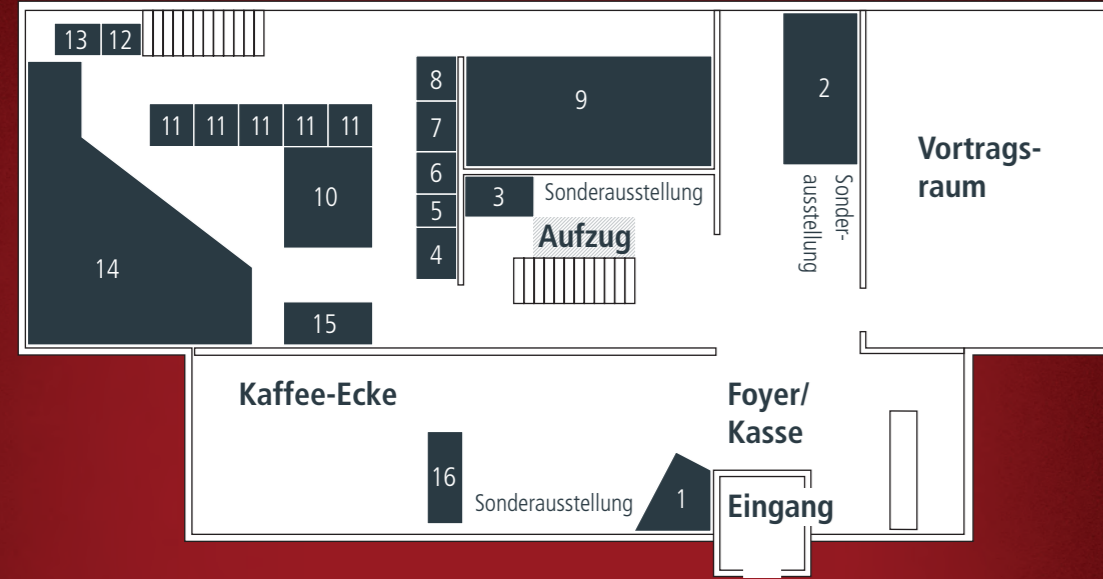 13 12
8
9
2
11 11 11 11 11
7
Vortrags-
raum
6
10
3
Sonderausstellung
Sonder-
ausstellung
5
Aufzug
4
14
15
Kaffee-Ecke
Foyer/
Kasse
16
Sonderausstellung
1
Eingang